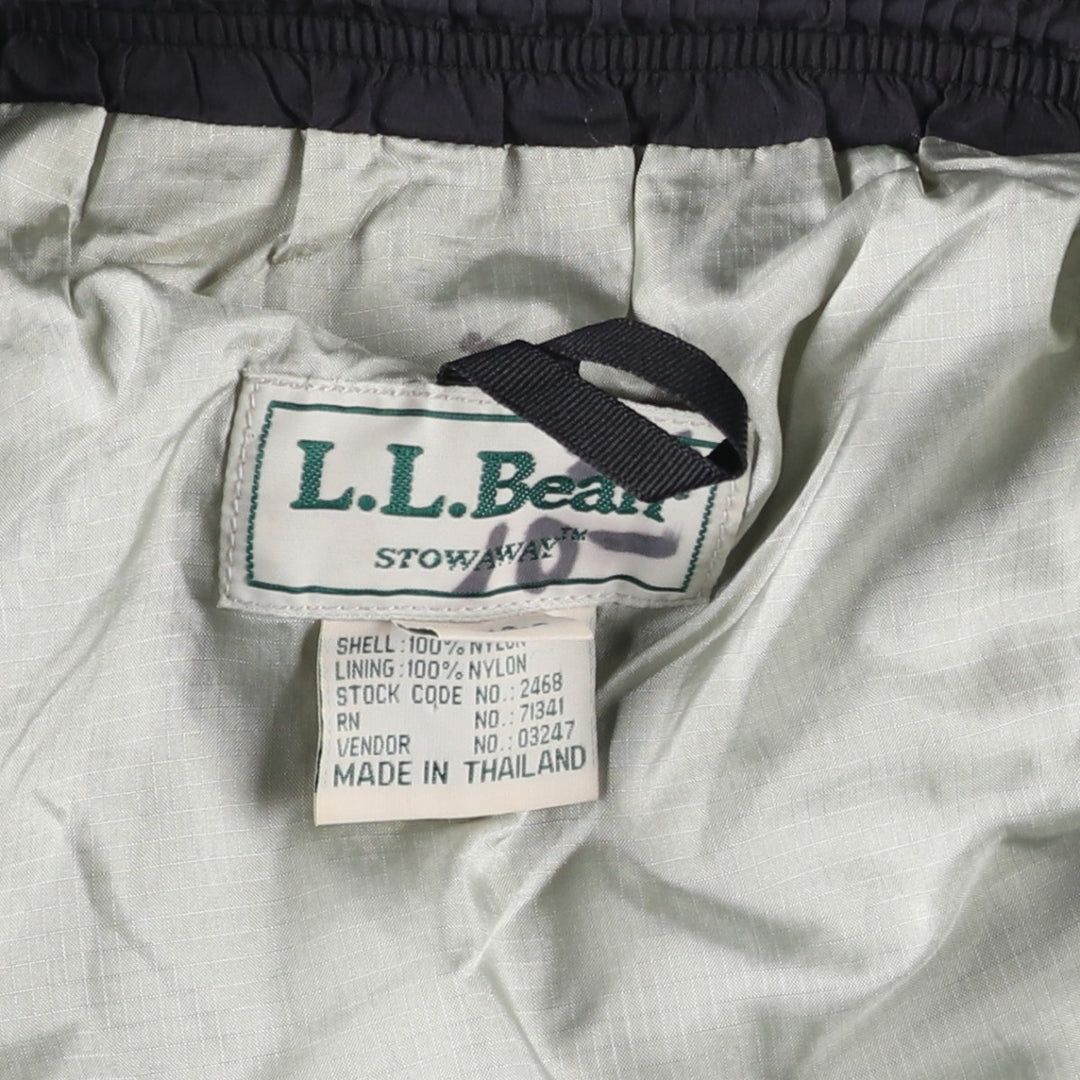 L.L.Bean
STOWAWAY™
10-
SHELL:100% NYLON
LINING:100% NYLON
STOCK CODE NO.:2468
RN NO.:71341
VENDOR NO.:03247
MADE IN THAILAND